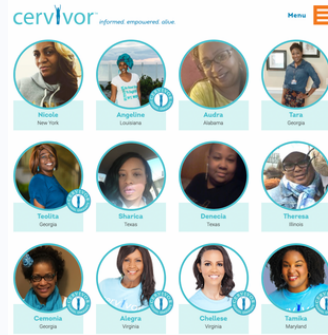 cervivor
informed. empowered. alive.
Menu
Nicole
New York
Angeline
Louisiana
Audra
Alabama
Tara
Georgia
Teolita
Georgia
Sharica
Texas
Denecia
Texas
Theresa
Illinois
Cemonia
Georgia
Alegra
Virginia
Chellese
Virginia
Tamika
Maryland